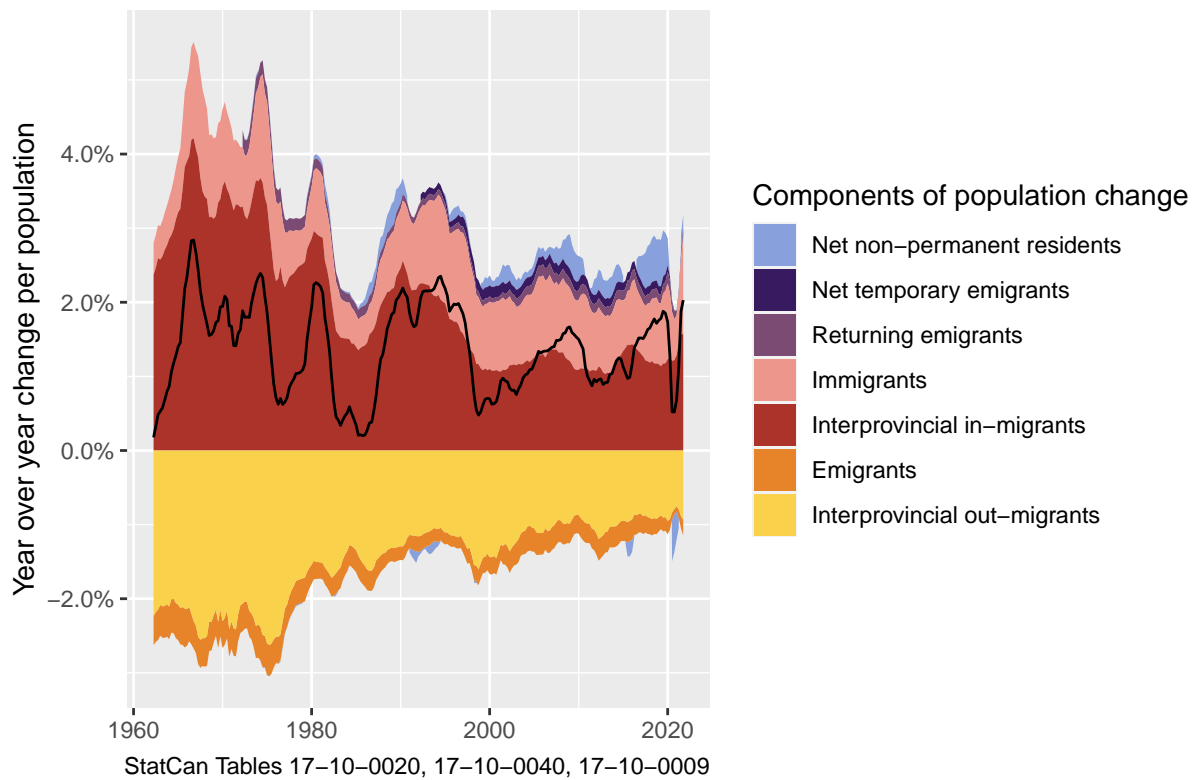 Year over year change per population
4.0%
2.0%
0.0%
−2.0%
1960
1980
2000
2020
Components of population change
Net non−permanent residents
Net temporary emigrants
Returning emigrants
Immigrants
Interprovincial in−migrants
Emigrants
Interprovincial out−migrants
StatCan Tables 17−10−0020, 17−10−0040, 17−10−0009